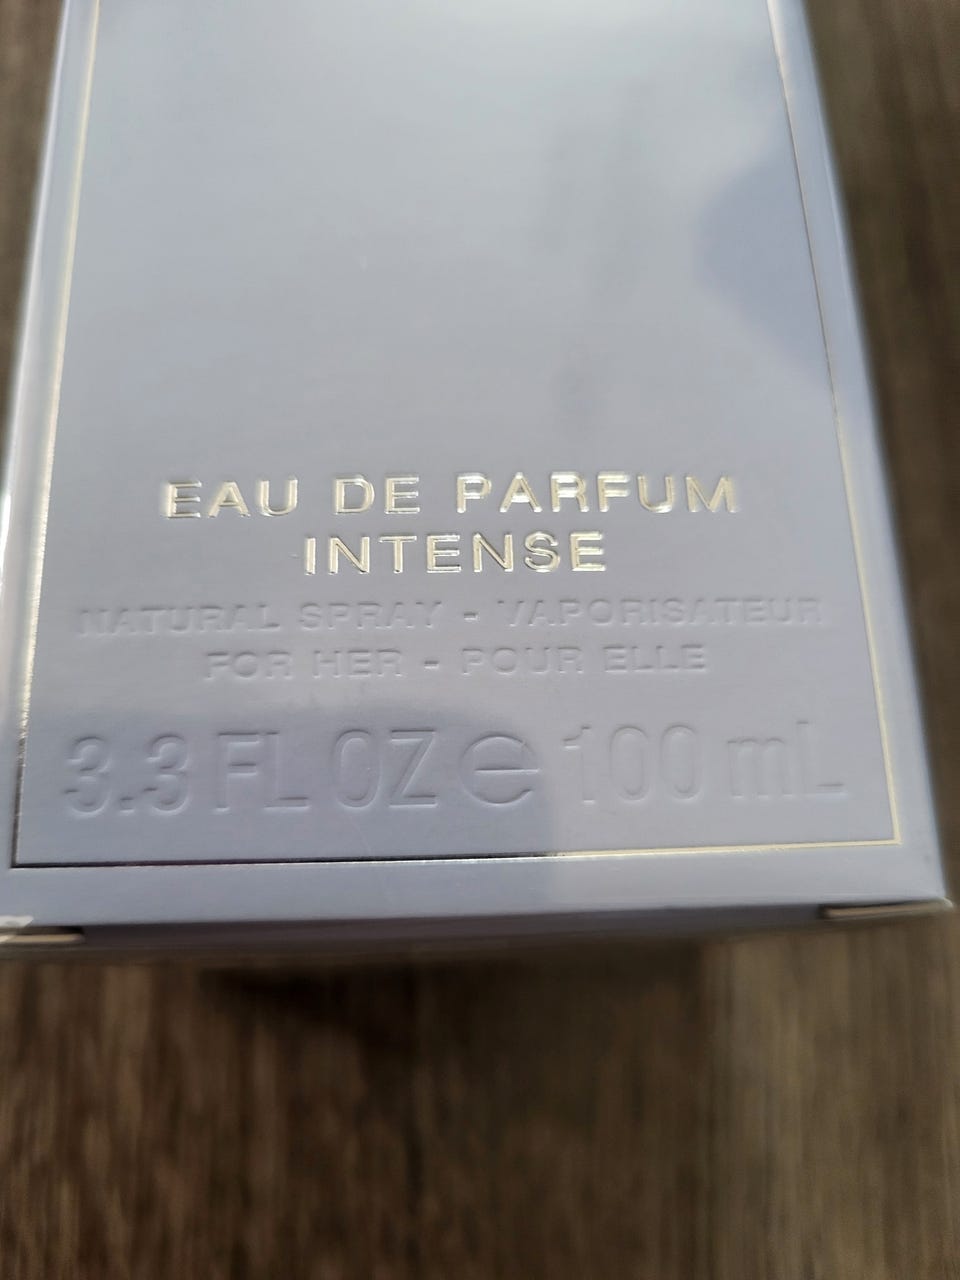 EAU DE PARFUM
INTENSE
NATURAL SPRAY - VAPORISATEUR
FOR HER - POUR ELLE
3.3 FL OZ ℮ 100 mL